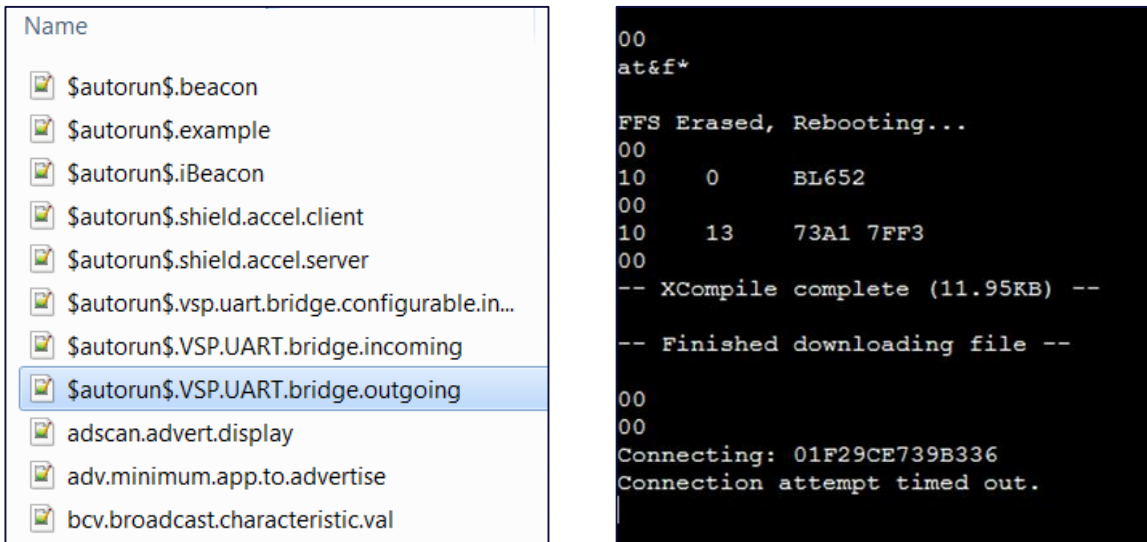 Name
$autorun$.beacon
$autorun$.example
$autorun$.iBeacon
$autorun$.shield.accel.client
$autorun$.shield.accel.server
$autorun$.vsp.uart.bridge.configurable.in...
$autorun$.VSP.UART.bridge.incoming
$autorun$.VSP.UART.bridge.outgoing
adscan.advert.display
adv.minimum.app.to.advertise
bcv.broadcast.characteristic.val
00
at&f*
FFS Erased, Rebooting...
00
10 0 BL652
00
10 13 73A1 7FF3
00
-- XCompile complete (11.95KB) --
-- Finished downloading file --
00
00
Connecting: 01F29CE739B336
Connection attempt timed out.